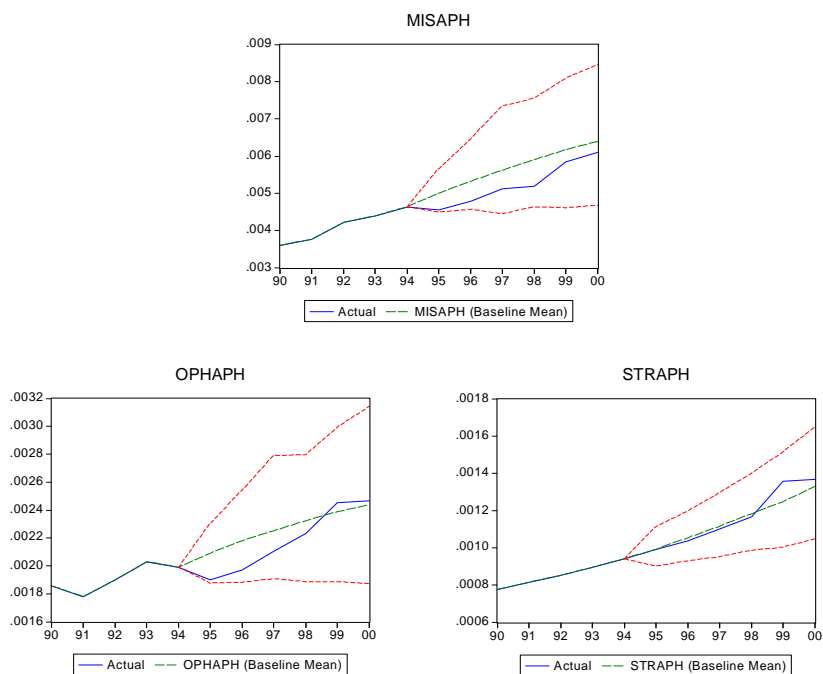 MISAPH
.009
.008
.007
.006
.005
.004
.003
90 91 92 93 94 95 96 97 98 99 00
Actual MISAPH (Baseline Mean)
OPHAPH
.0032
.0030
.0028
.0026
.0024
.0022
.0020
.0018
.0016
90 91 92 93 94 95 96 97 98 99 00
Actual OPHAPH (Baseline Mean)
STRAPH
.0018
.0016
.0014
.0012
.0010
.0008
.0006
90 91 92 93 94 95 96 97 98 99 00
Actual STRAPH (Baseline Mean)